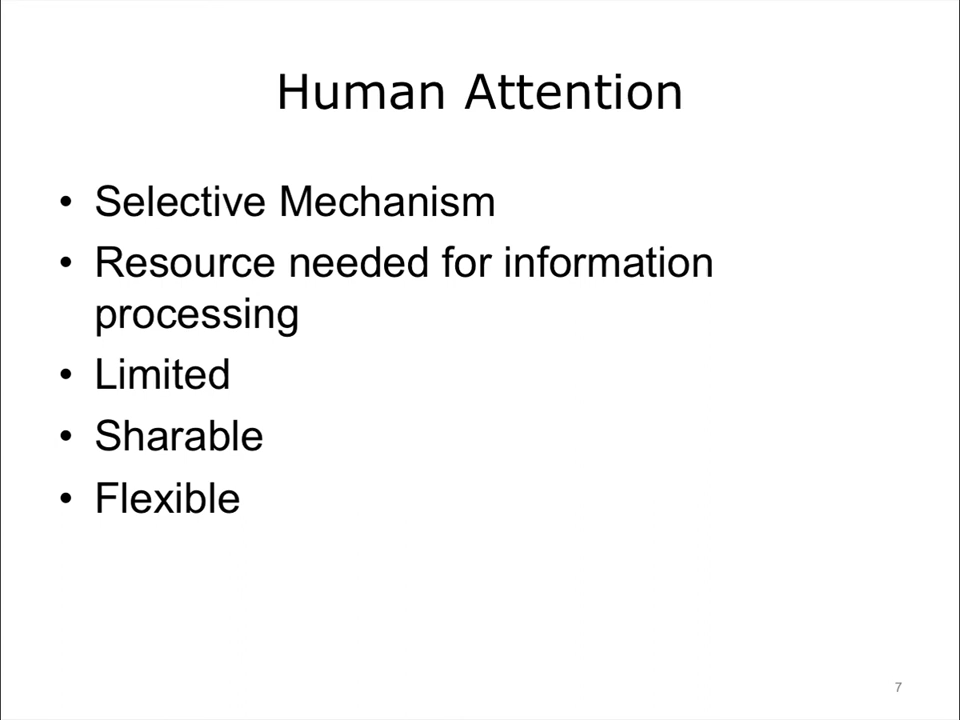 Human Attention
• Selective Mechanism
• Resource needed for information
processing
• Limited
• Sharable
• Flexible
7